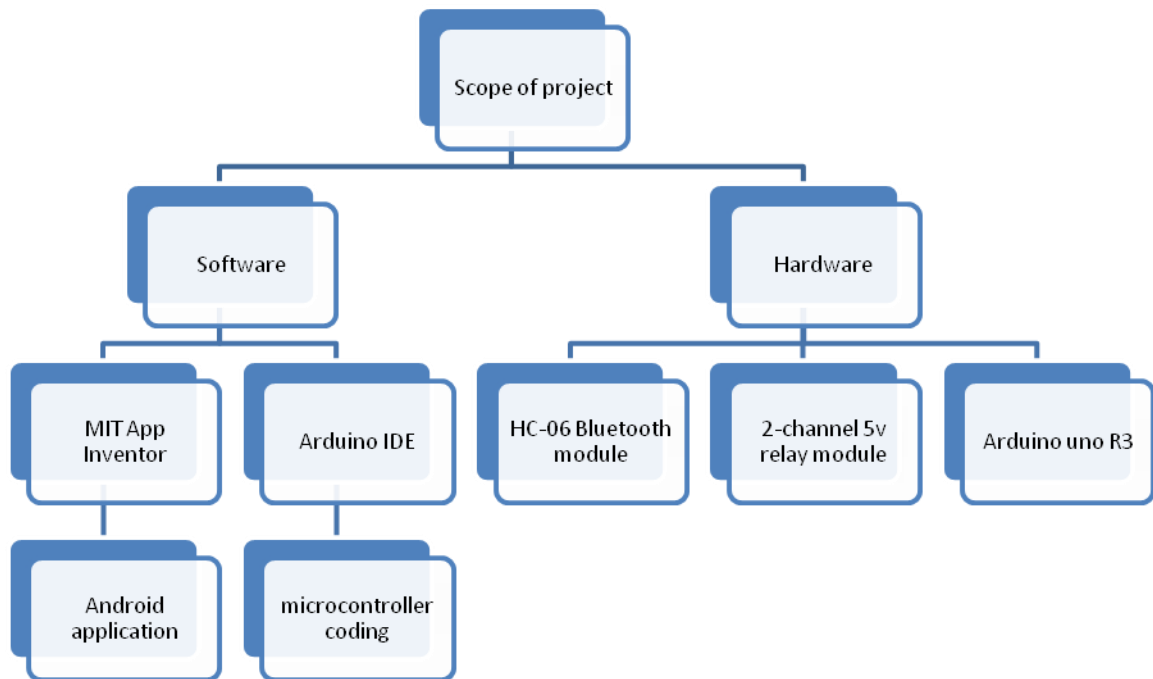 Scope of project
Software
Hardware
MIT App
Inventor
Arduino IDE
HC-06 Bluetooth
module
2-channel 5v
relay module
Arduino uno R3
Android
application
microcontroller
coding